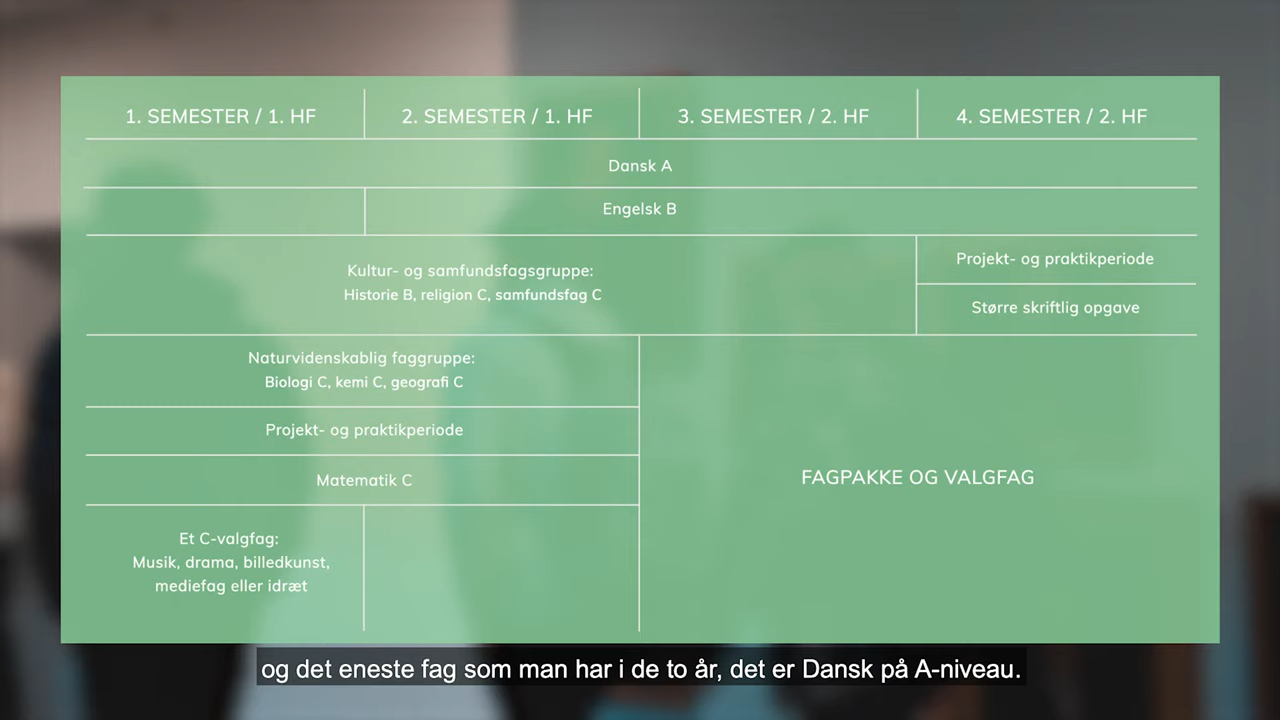 1. SEMESTER / 1. HF
2. SEMESTER / 1. HF
3. SEMESTER / 2. HF
4. SEMESTER / 2. HF
Dansk A
Engelsk B
Kultur- og samfundsfagsgruppe:
Historie B, religion C, samfundsfag C
Projekt- og praktikperiode
Større skriftlig opgave
Naturvidenskablig faggruppe:
Biologi C, kemi C, geografi C
Projekt- og praktikperiode
Matematik C
FAGPAKKE OG VALGFAG
Et C-valgfag:
Musik, drama, billedkunst,
mediefag eller idræt
og det eneste fag som man har i de to år, det er Dansk på A-niveau.